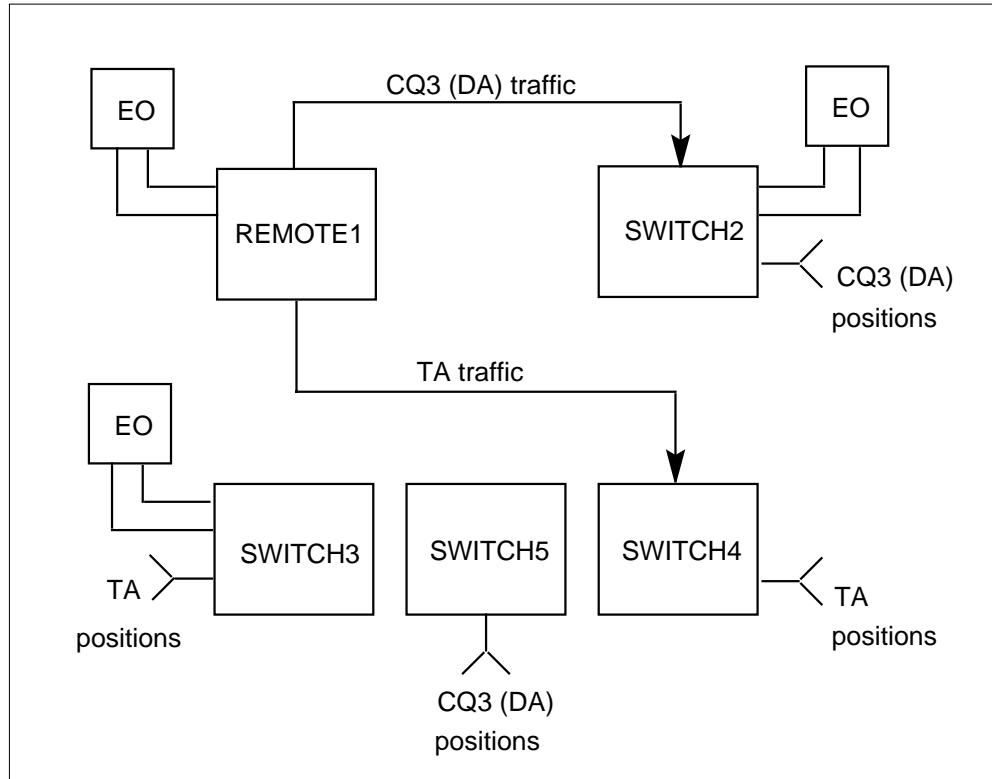 CQ3 (DA) traffic
EO
EO
REMOTE1
SWITCH2
CQ3 (DA)
positions
TA traffic
EO
SWITCH3
SWITCH5
SWITCH4
TA
positions
TA
positions
CQ3 (DA)
positions